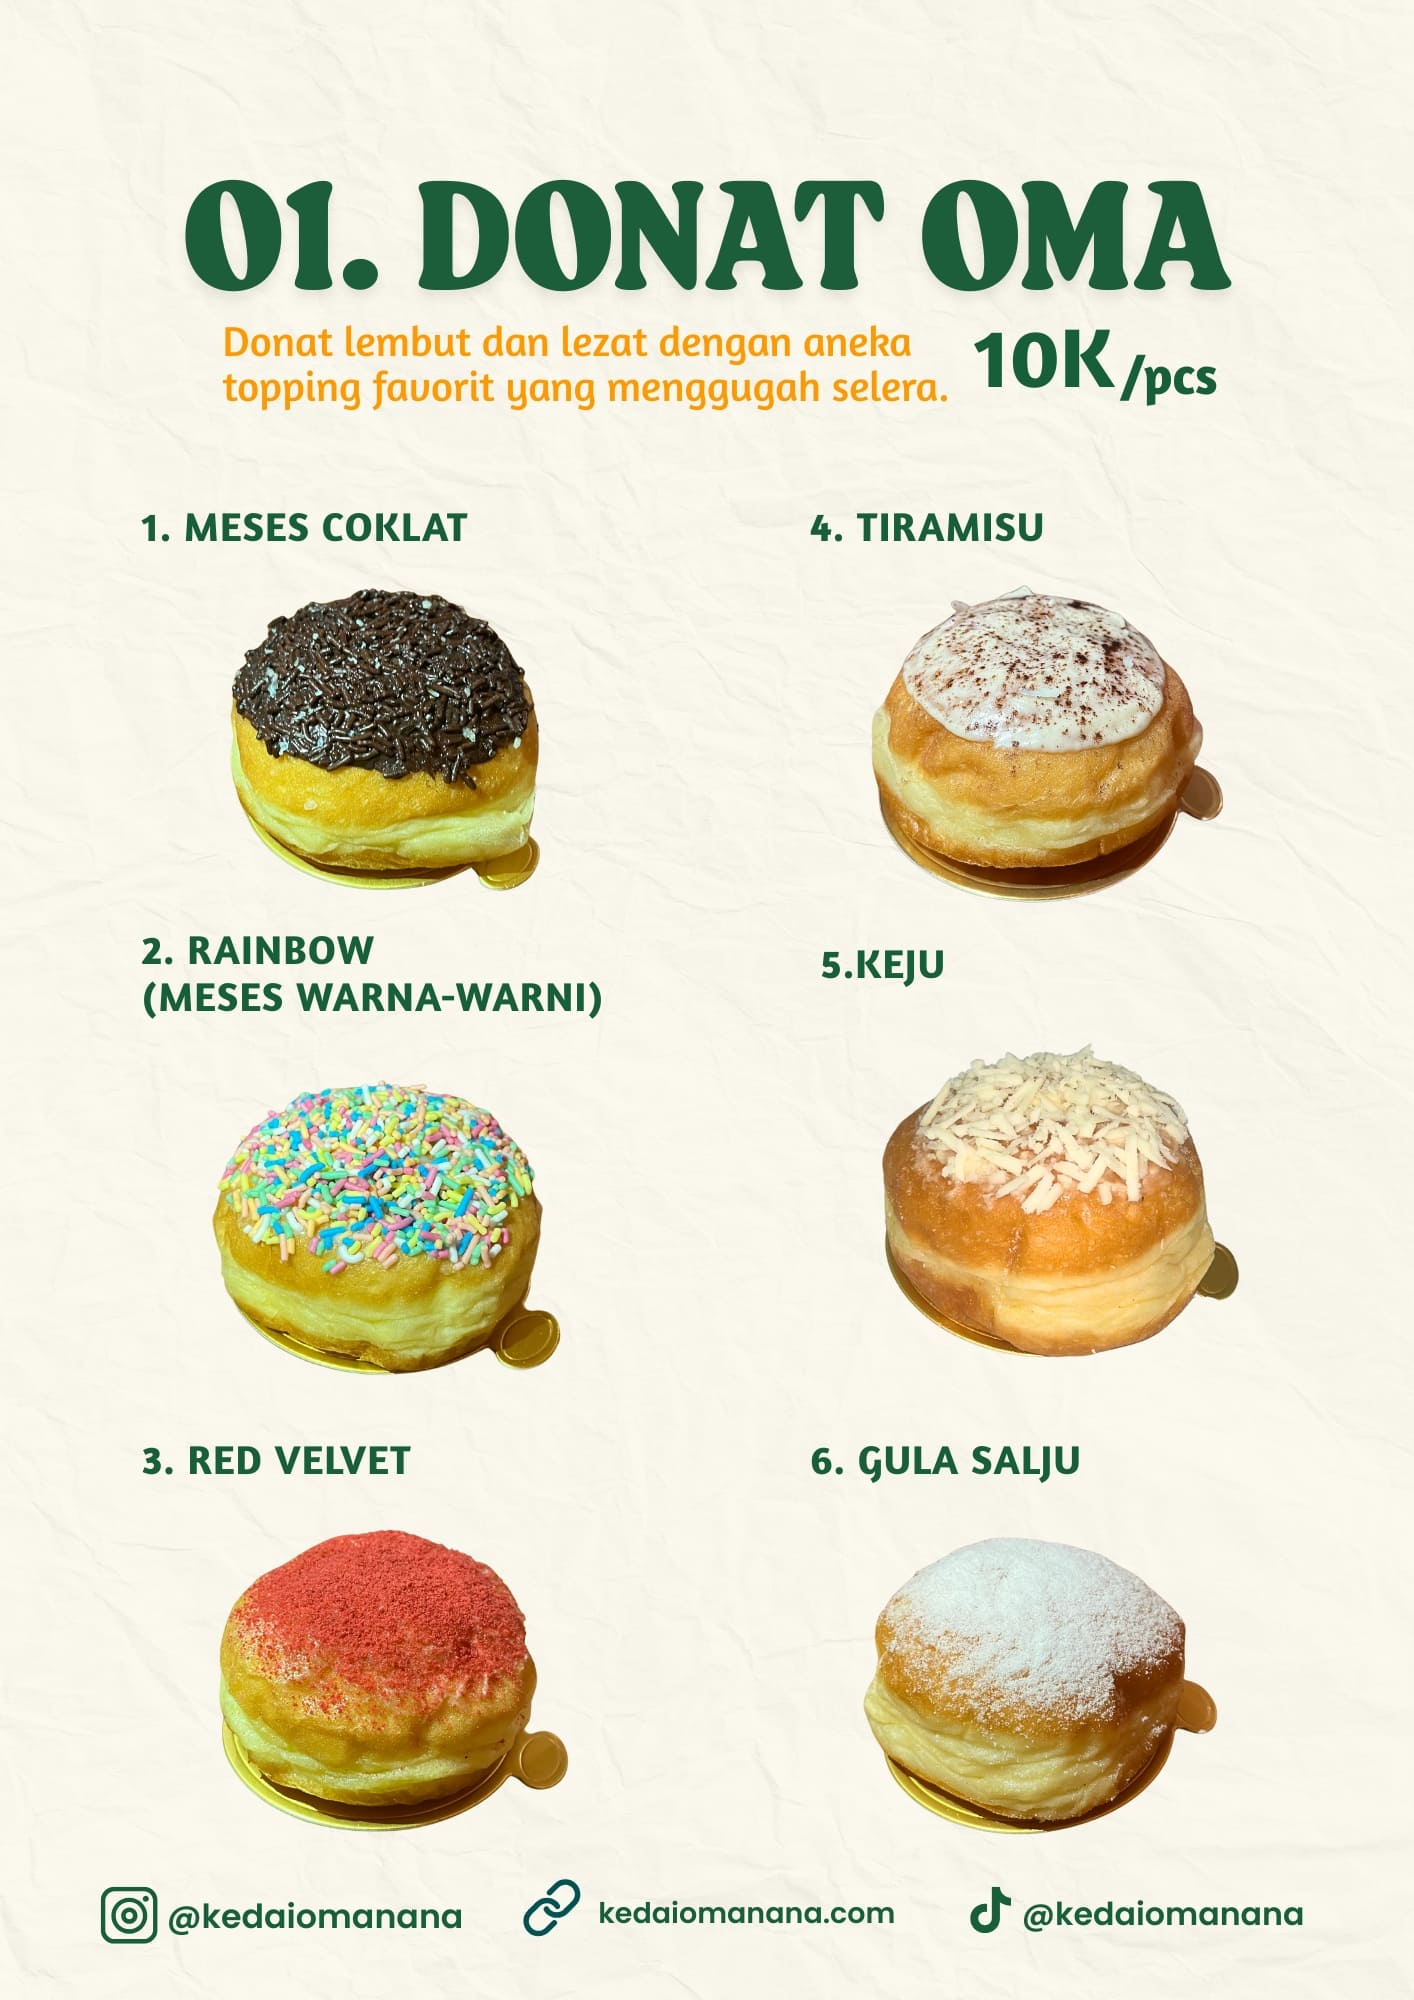 01. DONAT OMA
Donat lembut dan lezat dengan aneka
topping favorit yang menggugah selera.
10K/pcs
1. MESES COKLAT
2. RAINBOW
(MESES WARNA-WARNI)
3. RED VELVET
4. TIRAMISU
5.KEJU
6. GULA SALJU
@kedaiomanana
kedaiomanana.com
@kedaiomanana